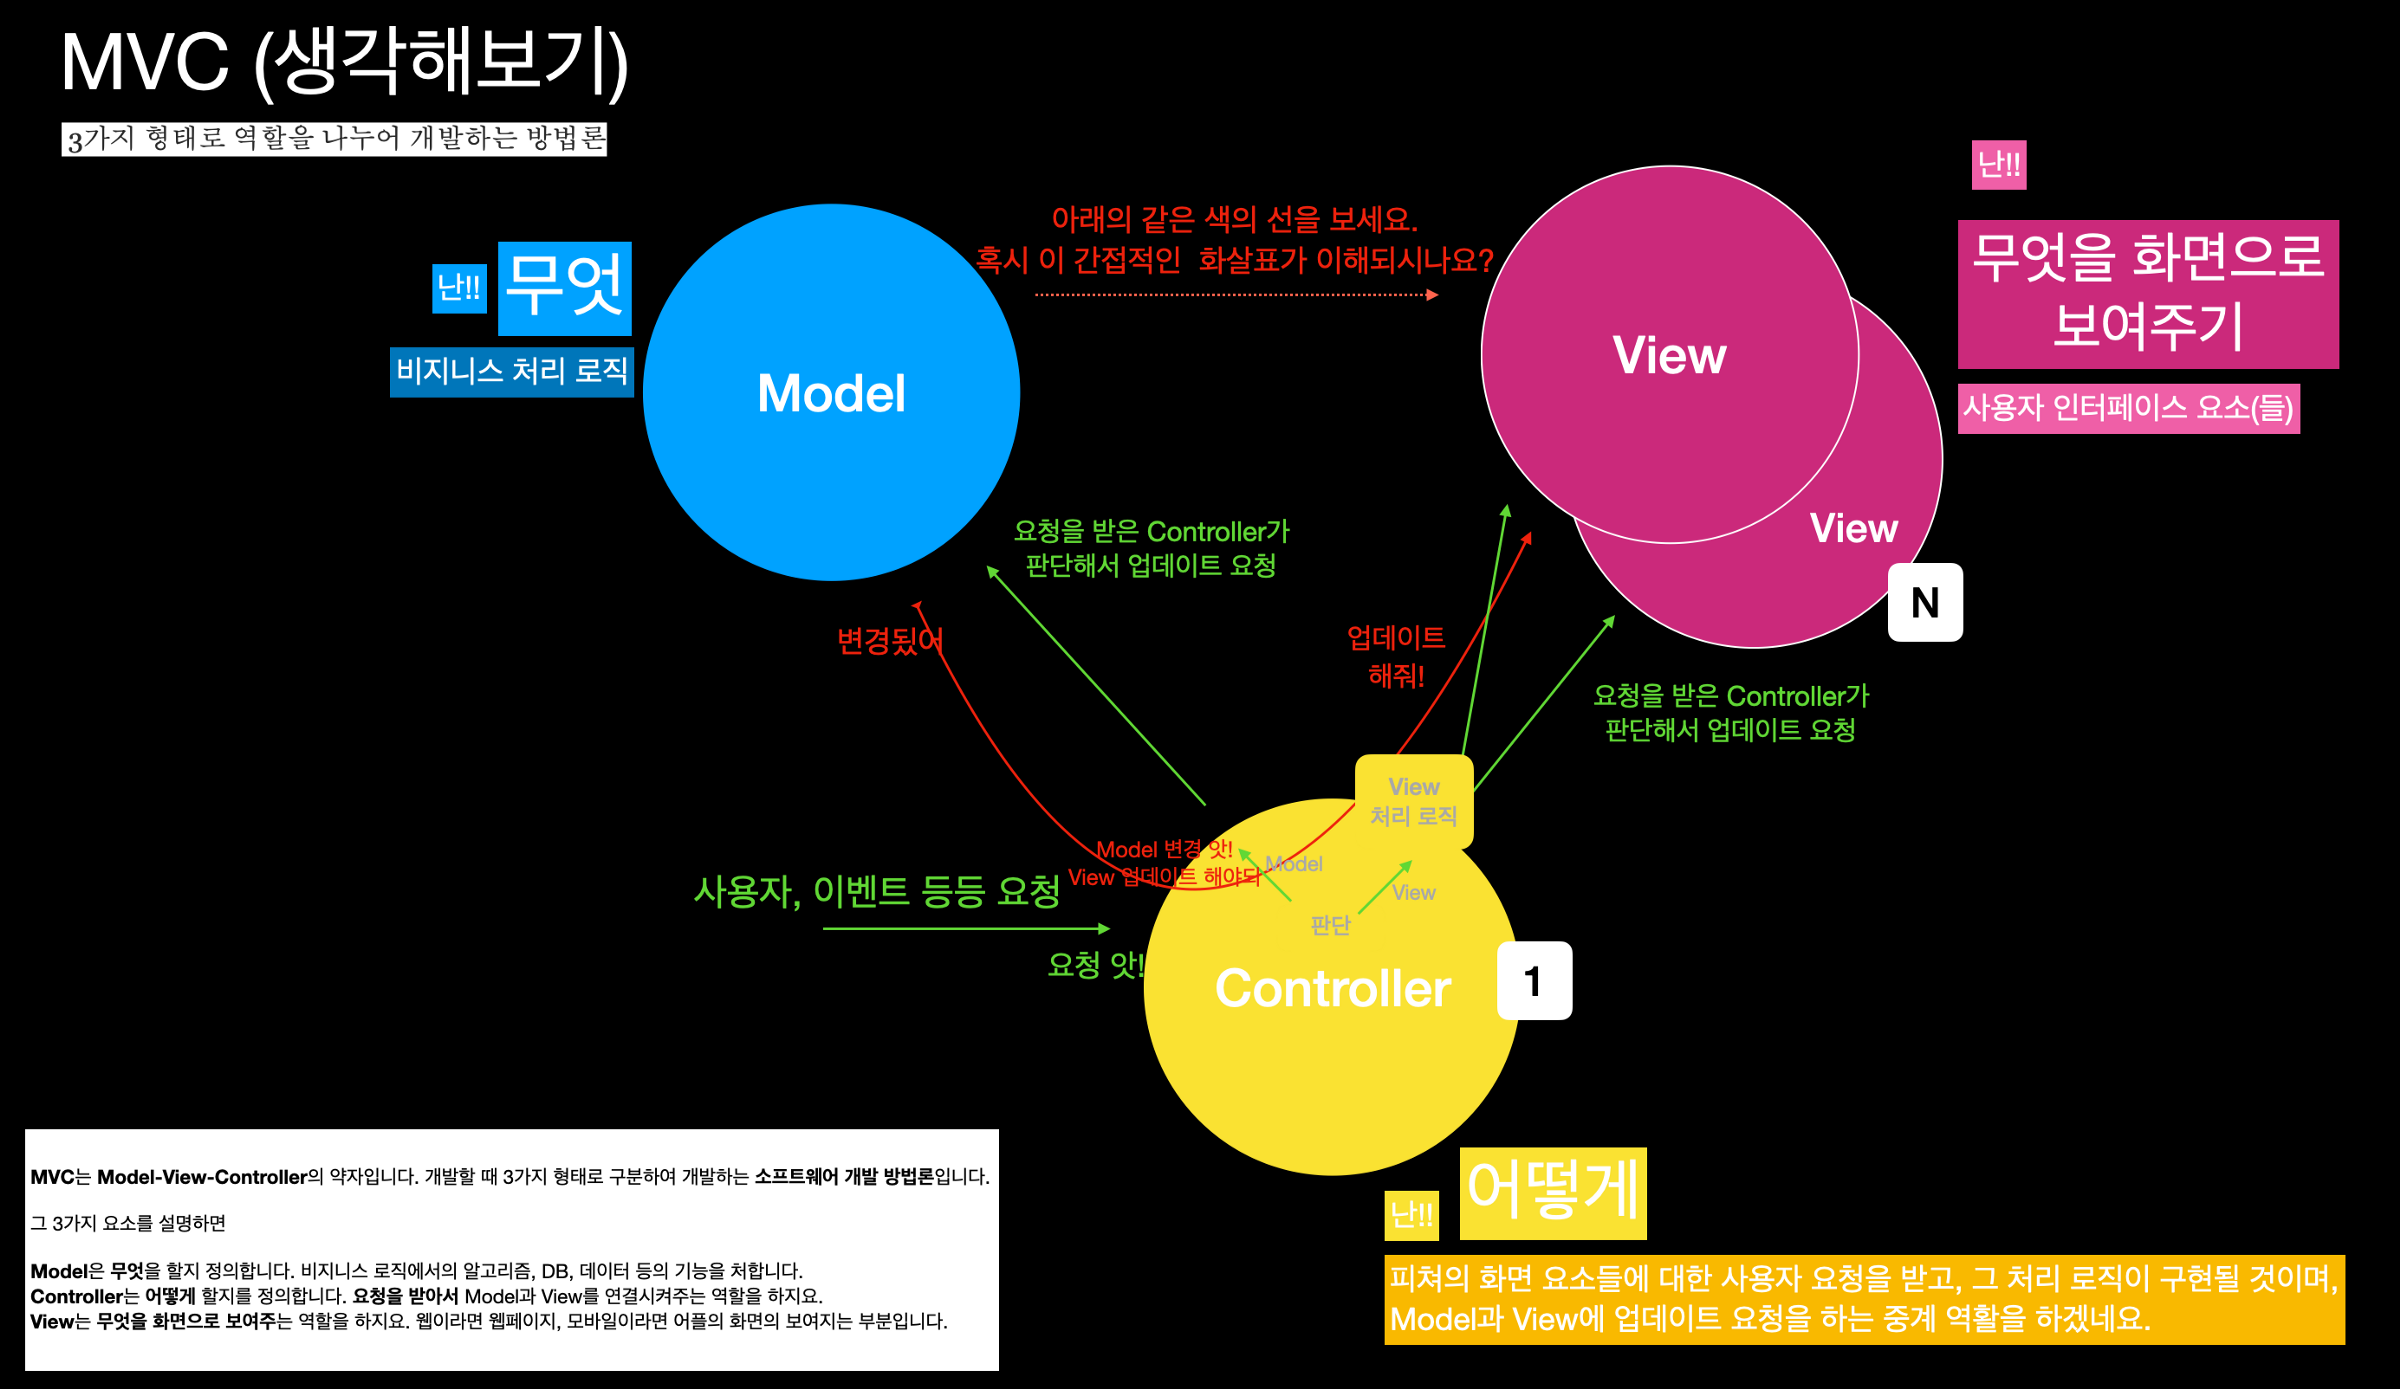 MVC (생각해보기)
3가지 형태로 역할을 나누어 개발하는 방법론
난!!
무엇
비지니스 처리 로직
Model
아래의 같은 색의 선을 보세요.
혹시 이 간접적인 화살표가 이해되시나요?
View
View
N
난!!
무엇을 화면으로
보여주기
사용자 인터페이스 요소(들)
요청을 받은 Controller가
판단해서 업데이트 요청
변경됬어
업데이트
해줘!
요청을 받은 Controller가
판단해서 업데이트 요청
View
처리 로직
Model 변경 앗!
View 업데이트 해야되
Model
View
판단
사용자, 이벤트 등등 요청
요청 앗!
Controller
1
난!!
어떻게
피쳐의 화면 요소들에 대한 사용자 요청을 받고, 그 처리 로직이 구현될 것이며,
Model과 View에 업데이트 요청을 하는 중계 역활을 하겠네요.
MVC는 Model-View-Controller의 약자입니다. 개발할 때 3가지 형태로 구분하여 개발하는 소프트웨어 개발 방법론입니다.
그 3가지 요소를 설명하면
Model은 무엇을 할지 정의합니다. 비지니스 로직에서의 알고리즘, DB, 데이터 등의 기능을 처합니다.
Controller는 어떻게 할지를 정의합니다. 요청을 받아서 Model과 View를 연결시켜주는 역할을 하지요.
View는 무엇을 화면으로 보여주는 역할을 하지요. 웹이라면 웹페이지, 모바일이라면 어플의 화면의 보여지는 부분입니다.